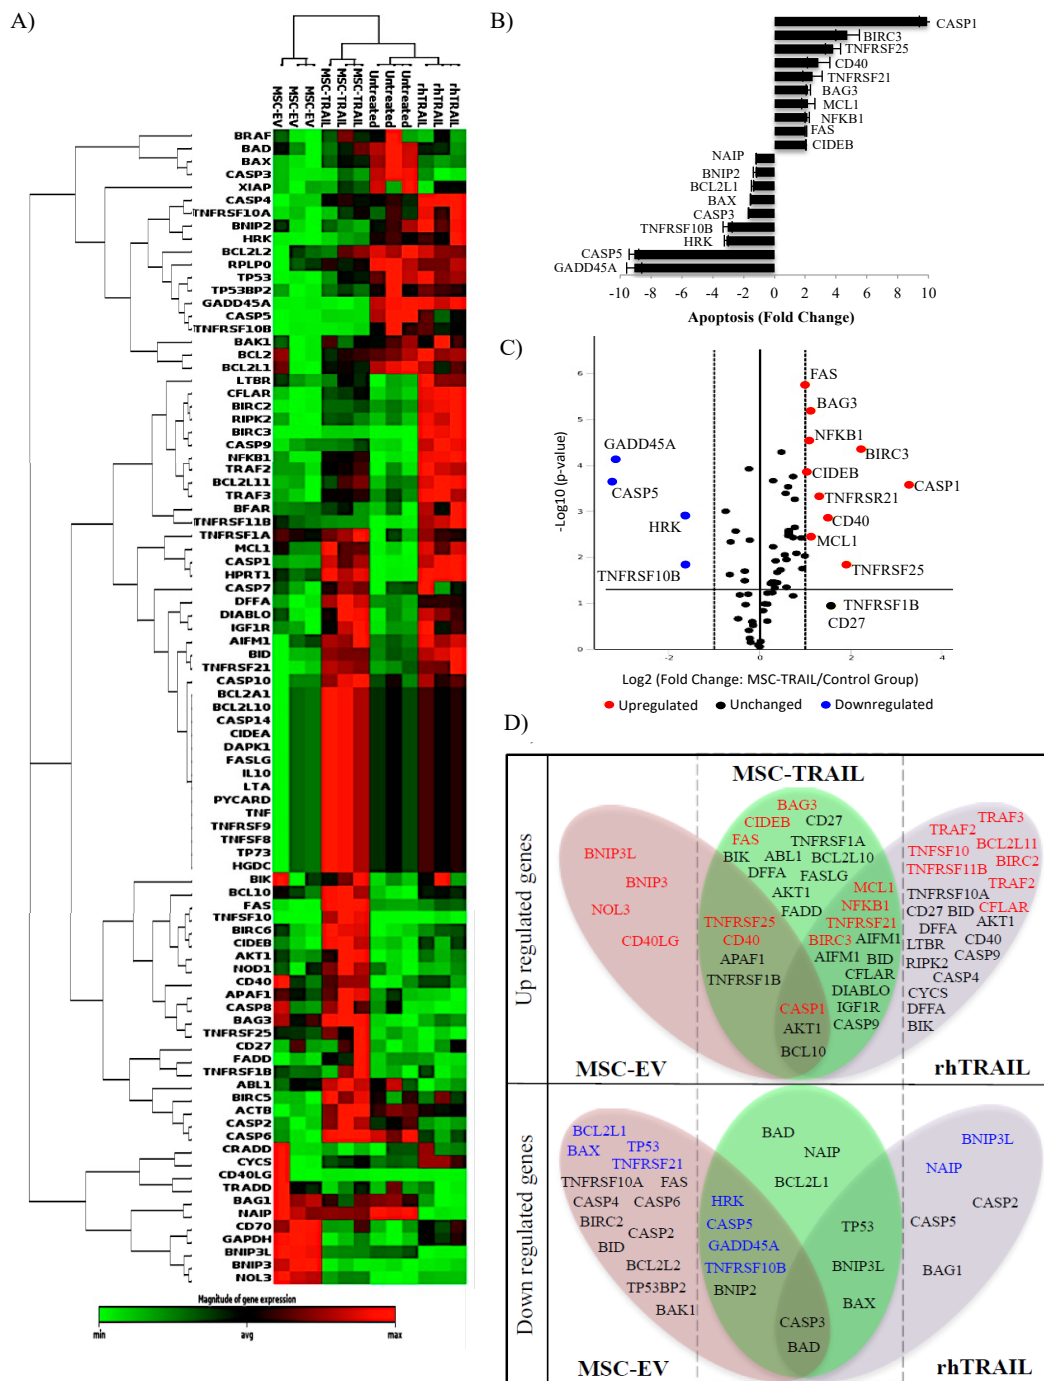 A)
MSC-EV
MSC-EV
MSC-EV
MSC-TRAIL
MSC-TRAIL
MSC-TRAIL
Untreated
Untreated
Untreated
rhTRAIL
rhTRAIL
rhTRAIL
BRAF
BAD
BAX
CASP3
XIAP
CASP4
TNFRSF10A
BNIP2
HRK
BCL2L2
RPLP0
TP53
TP53BP2
GADD45A
CASP5
TNFRSF10B
BAK1
BCL2
BCL2L1
LTBR
CFLAR
BIRC2
RIPK2
BIRC3
CASP9
NFKB1
TRAF2
BCL2L11
TRAF3
BFAR
TNFRSF11B
TNFRSF1A
MCL1
CASP1
HPRT1
CASP7
DFFA
DIABLO
IGF1R
AIFM1
BID
TNFRSF21
CASP10
BCL2A1
BCL2L10
CASP14
CIDEA
DAPK1
FASLG
IL10
LTA
PYCARD
TNF
TNFRSF9
TNFSF8
TP73
HGDC
BIK
BCL10
FAS
TNFSF10
BIRC6
CIDEB
AKT1
NOD1
CD40
APAF1
CASP8
BAG3
TNFRSF25
CD27
FADD
TNFRSF1B
ABL1
BIRC5
ACTB
CASP2
CASP6
CRADD
CYCS
CD40LG
TRADD
BAG1
NAIP
CD70
GAPDH
BNIP3L
BNIP3
NOL3
Magnitude of gene expression
min avg max
B)
CASP1
BIRC3
TNFRSF25
CD40
TNFRSF21
BAG3
MCL1
NFKB1
FAS
CIDEB
NAIP
BNIP2
BCL2L1
BAX
CASP3
TNFRSF10B
HRK
CASP5
GADD45A
-10 -8 -6 -4 -2 0 2 4 6 8 10
Apoptosis (Fold Change)
C)
-Log10 (p-value)
6
5
4
3
2
1
0
FAS
BAG3
NFKB1
BIRC3
GADD45A
CIDEB
CASP1
CASP5
TNFRSR21
HRK
CD40
MCL1
TNFRSF10B
TNFRSF25
TNFRSF1B
CD27
-2 0 2 4
Log2 (Fold Change: MSC-TRAIL/Control Group)
Upregulated Unchanged Downregulated
D)
Up regulated genes
MSC-TRAIL
BNIP3L
BNIP3
NOL3
CD40LG
MSC-EV
BAG3
CIDEB CD27
FAS TNFRSF1A
BIK ABL1 BCL2L10
DFFA FASLG
AKT1
FADD
MCL1
NFKB1
TNFRSF21
BIRC3 AIFM1
AIFM1 BID
CFLAR
DIABLO
IGF1R
CASP9
TNFRSF25
CD40
APAF1
TNFRSF1B
CASP1
AKT1
BCL10
TRAF3
TRAF2
BCL2L11
TNFSF10
BIRC2
TNFRSF11B
TRAF2
TNFRSF10A
CFLAR
CD27 BID
AKT1
DFFA
CD40
LTBR
CASP9
RIPK2
CASP4
CYCS
DFFA
BIK
rhTRAIL
Down regulated genes
BCL2L1
BAX TP53
TNFRSF21
TNFRSF10A FAS
CASP4 CASP6
BIRC2
CASP2
BID
BCL2L2
TP53BP2
BAK1
MSC-EV
BAD
NAIP
BCL2L1
HRK
CASP5
GADD45A
TNFRSF10B
BNIP2
TP53
BNIP3L
BAX
CASP3
BAD
BNIP3L
NAIP
CASP2
CASP5
BAG1
rhTRAIL